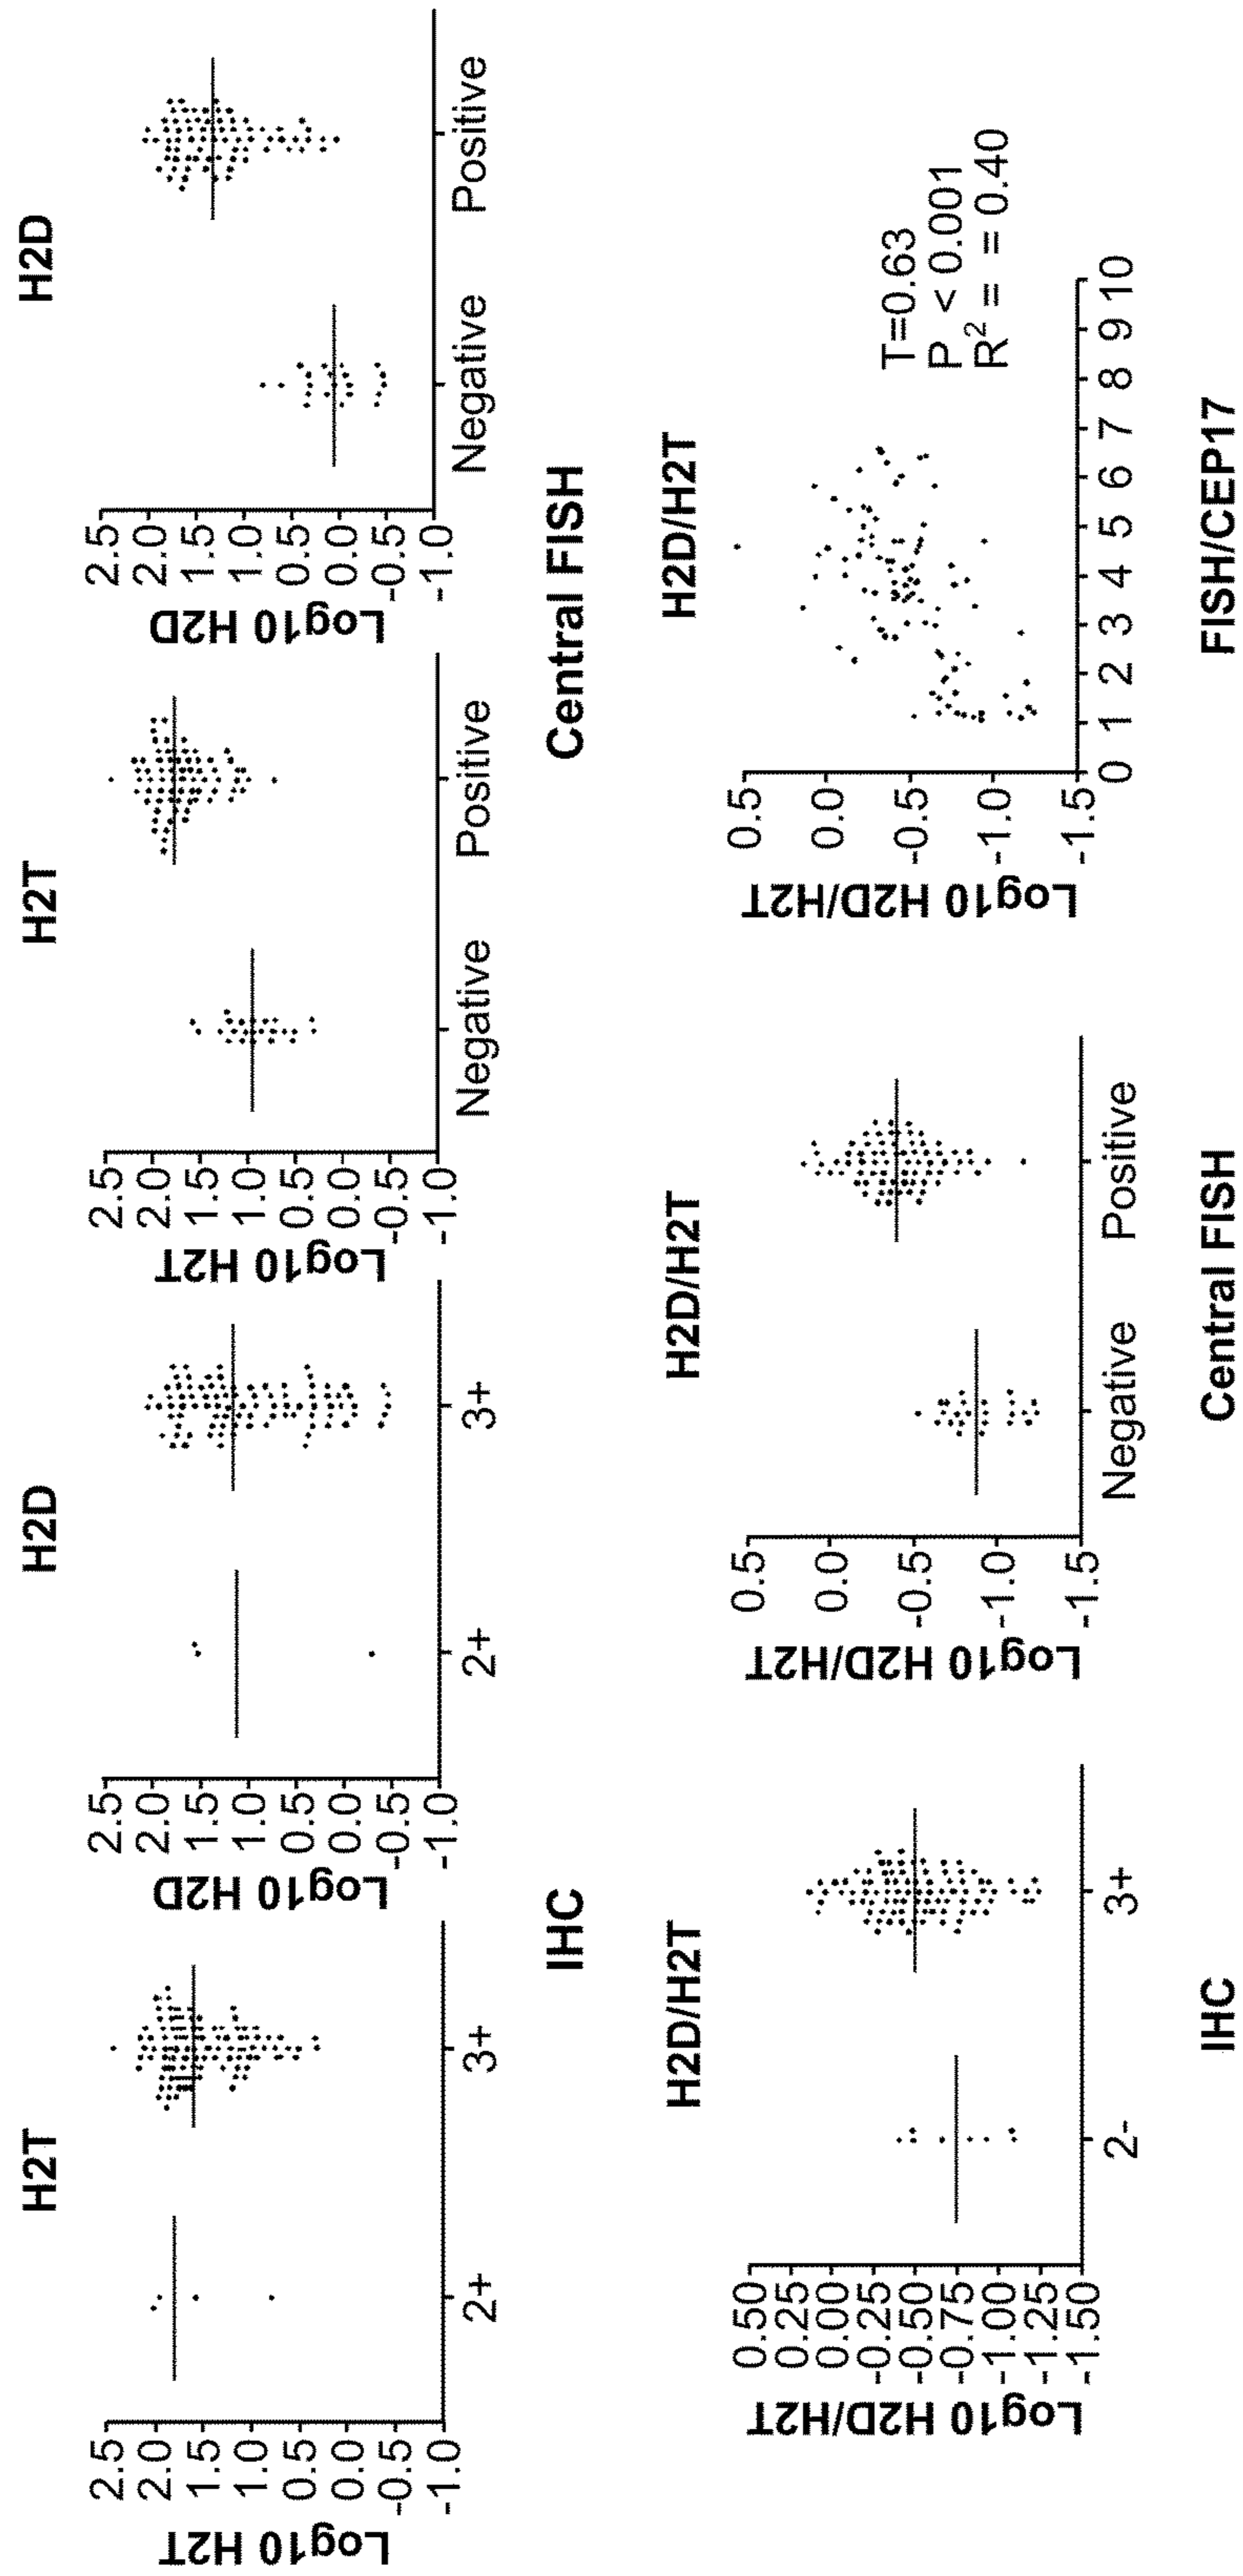 H2T
Log10 H2T
2.5
2.0
1.5
1.0
0.5
0.0
-0.5
-1.0
2+ 3+
H2D
Log10 H2D
2.5
2.0
1.5
1.0
0.5
0.0
-0.5
-1.0
2+ 3+
IHC
H2T
Log10 H2T
2.5
2.0
1.5
1.0
0.5
0.0
-0.5
-1.0
Negative Positive
H2D
Log10 H2D
2.5
2.0
1.5
1.0
0.5
0.0
-0.5
-1.0
Negative Positive
Central FISH
H2D/H2T
Log10 H2D/H2T
0.50
0.25
0.00
-0.25
-0.50
-0.75
-1.00
-1.25
-1.50
2- 3+
IHC
H2D/H2T
Log10 H2D/H2T
0.5
0.0
-0.5
-1.0
-1.5
Negative Positive
Central FISH
H2D/H2T
Log10 H2D/H2T
0.5
0.0
-0.5
-1.0
-1.5
0 1 2 3 4 5 6 7 8 9 10
T=0.63
P < 0.001
R² = = 0.40
FISH/CEP17